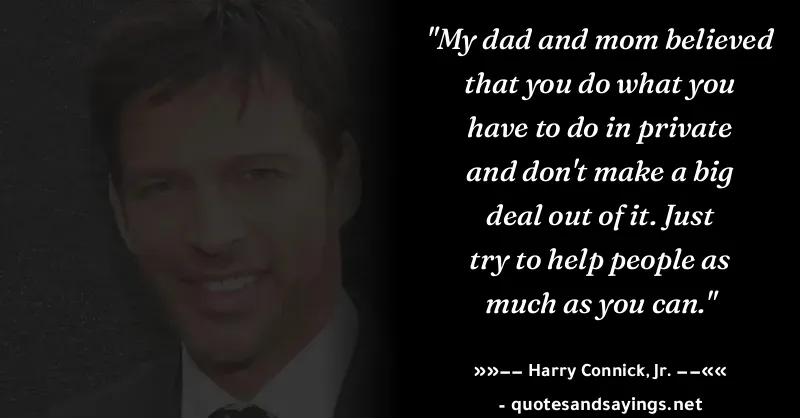 "My dad and mom believed
that you do what you
have to do in private
and don't make a big
deal out of it. Just
try to help people as
much as you can."
»»–– Harry Connick, Jr. ––««
- quotesandsayings.net